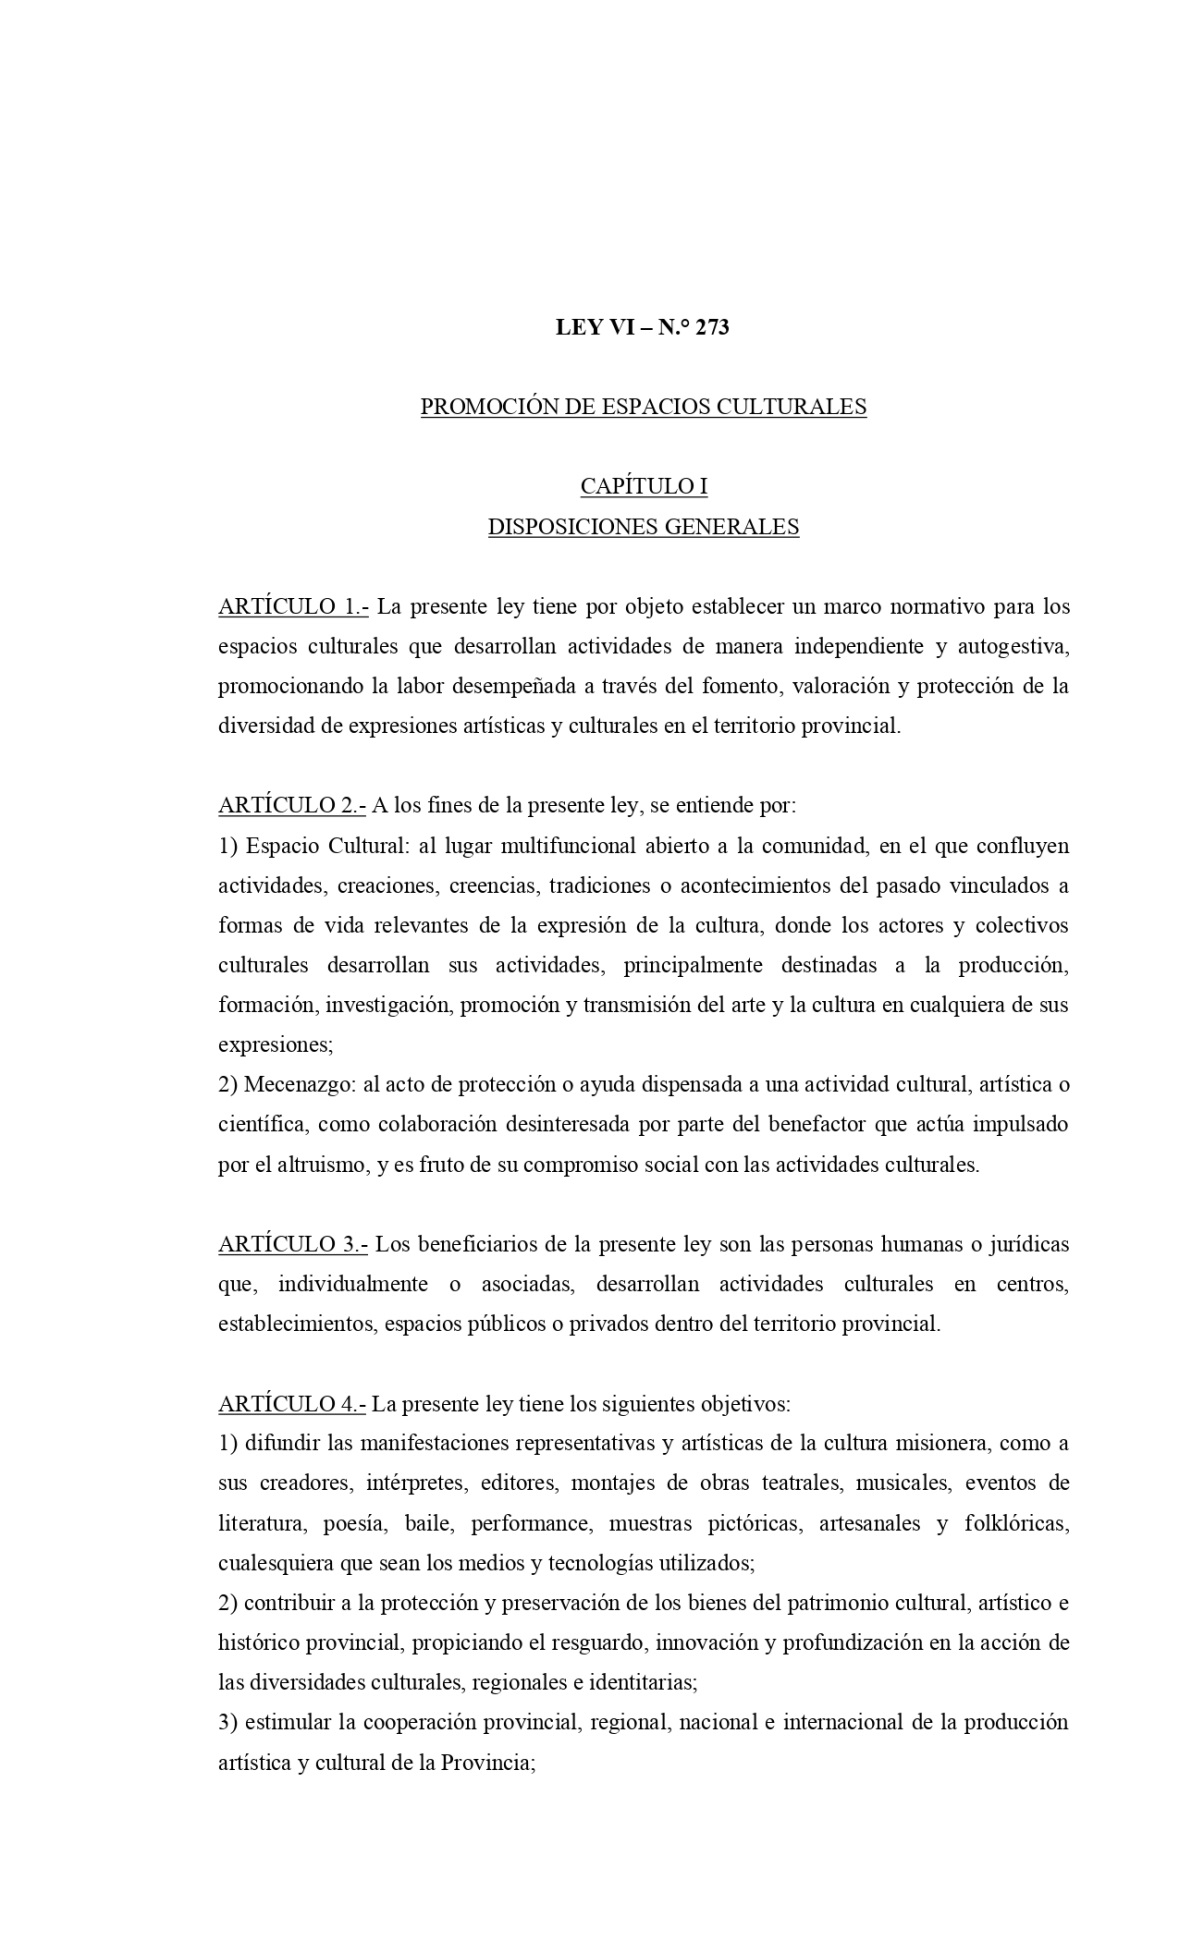 LEY VI – N.° 273
PROMOCIÓN DE ESPACIOS CULTURALES
CAPÍTULO I
DISPOSICIONES GENERALES
ARTÍCULO 1.- La presente ley tiene por objeto establecer un marco normativo para los
espacios culturales que desarrollan actividades de manera independiente y autogestiva,
promocionando la labor desempeñada a través del fomento, valoración y protección de la
diversidad de expresiones artísticas y culturales en el territorio provincial.
ARTÍCULO 2.- A los fines de la presente ley, se entiende por:
1) Espacio Cultural: al lugar multifuncional abierto a la comunidad, en el que confluyen
actividades, creaciones, creencias, tradiciones o acontecimientos del pasado vinculados a
formas de vida relevantes de la expresión de la cultura, donde los actores y colectivos
culturales desarrollan sus actividades, principalmente destinadas a la producción,
formación, investigación, promoción y transmisión del arte y la cultura en cualquiera de sus
expresiones;
2) Mecenazgo: al acto de protección o ayuda dispensada a una actividad cultural, artística o
científica, como colaboración desinteresada por parte del benefactor que actúa impulsado
por el altruismo, y es fruto de su compromiso social con las actividades culturales.
ARTÍCULO 3.- Los beneficiarios de la presente ley son las personas humanas o jurídicas
que, individualmente o asociadas, desarrollan actividades culturales en centros,
establecimientos, espacios públicos o privados dentro del territorio provincial.
ARTÍCULO 4.- La presente ley tiene los siguientes objetivos:
1) difundir las manifestaciones representativas y artísticas de la cultura misionera, como a
sus creadores, intérpretes, editores, montajes de obras teatrales, musicales, eventos de
literatura, poesía, baile, performance, muestras pictóricas, artesanales y folklóricas,
cualesquiera que sean los medios y tecnologías utilizados;
2) contribuir a la protección y preservación de los bienes del patrimonio cultural, artístico e
histórico provincial, propiciando el resguardo, innovación y profundización en la acción de
las diversidades culturales, regionales e identitarias;
3) estimular la cooperación provincial, regional, nacional e internacional de la producción
artística y cultural de la Provincia;